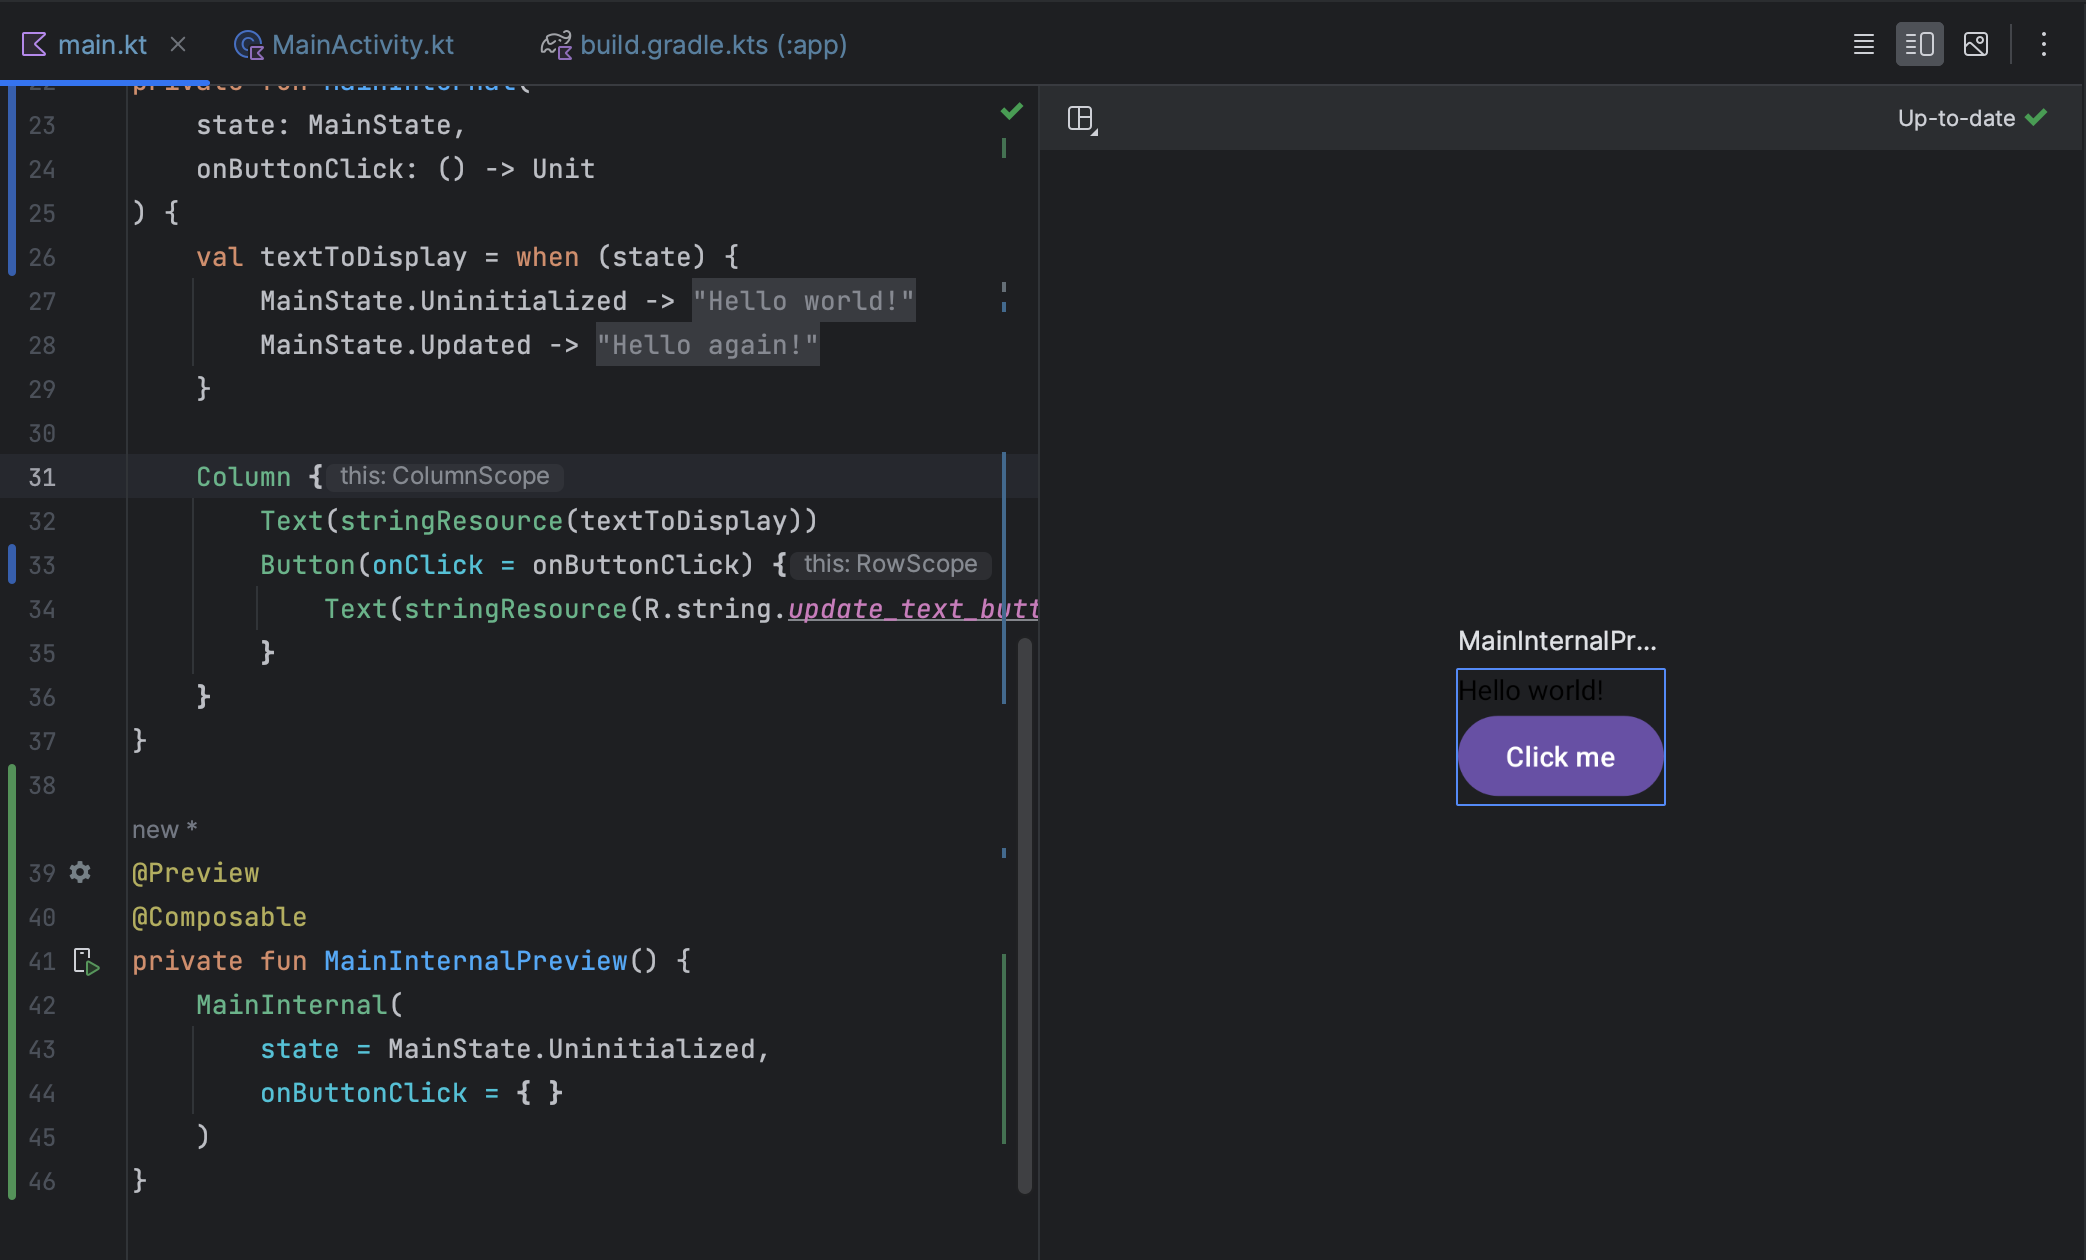 main.kt
MainActivity.kt
build.gradle.kts (:app)
22 private fun MainInternal(
23 state: MainState,
24 onButtonClick: () -> Unit
25 ) {
26 val textToDisplay = when (state) {
27 MainState.Uninitialized -> "Hello world!"
28 MainState.Updated -> "Hello again!"
29 }
30
31 Column { this: ColumnScope
32 Text(stringResource(textToDisplay))
33 Button(onClick = onButtonClick) { this: RowScope
34 Text(stringResource(R.string.update_text_butt
35 }
36 }
37 }
38
new *
39 @Preview
40 @Composable
41 private fun MainInternalPreview() {
42 MainInternal(
43 state = MainState.Uninitialized,
44 onButtonClick = { }
45 )
46 }
Up-to-date
MainInternalPr...
Hello world!
Click me